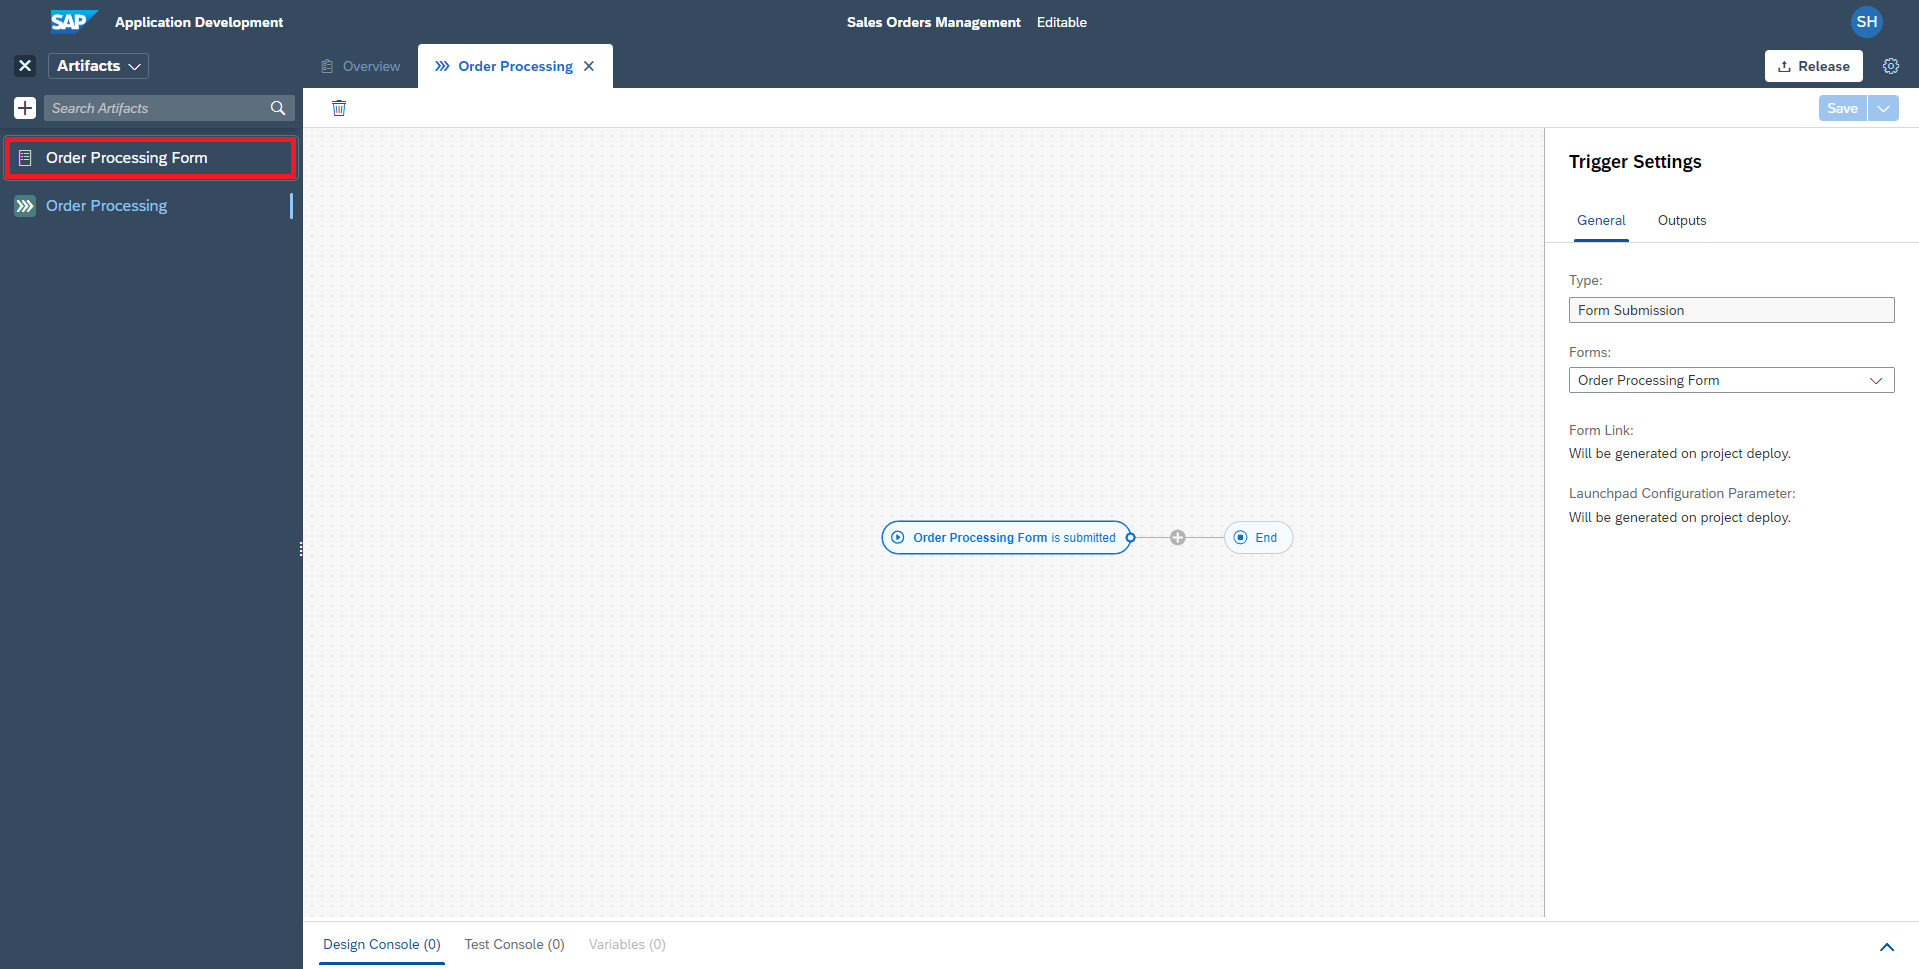 SAP Application Development
Sales Orders Management Editable
SH
Artifacts
Overview
Order Processing
Release
Search Artifacts
Save
Order Processing Form
Order Processing
Trigger Settings
General Outputs
Type:
Form Submission
Forms:
Order Processing Form
Form Link:
Will be generated on project deploy.
Launchpad Configuration Parameter:
Will be generated on project deploy.
Order Processing Form is submitted
End
Design Console (0) Test Console (0) Variables (0)